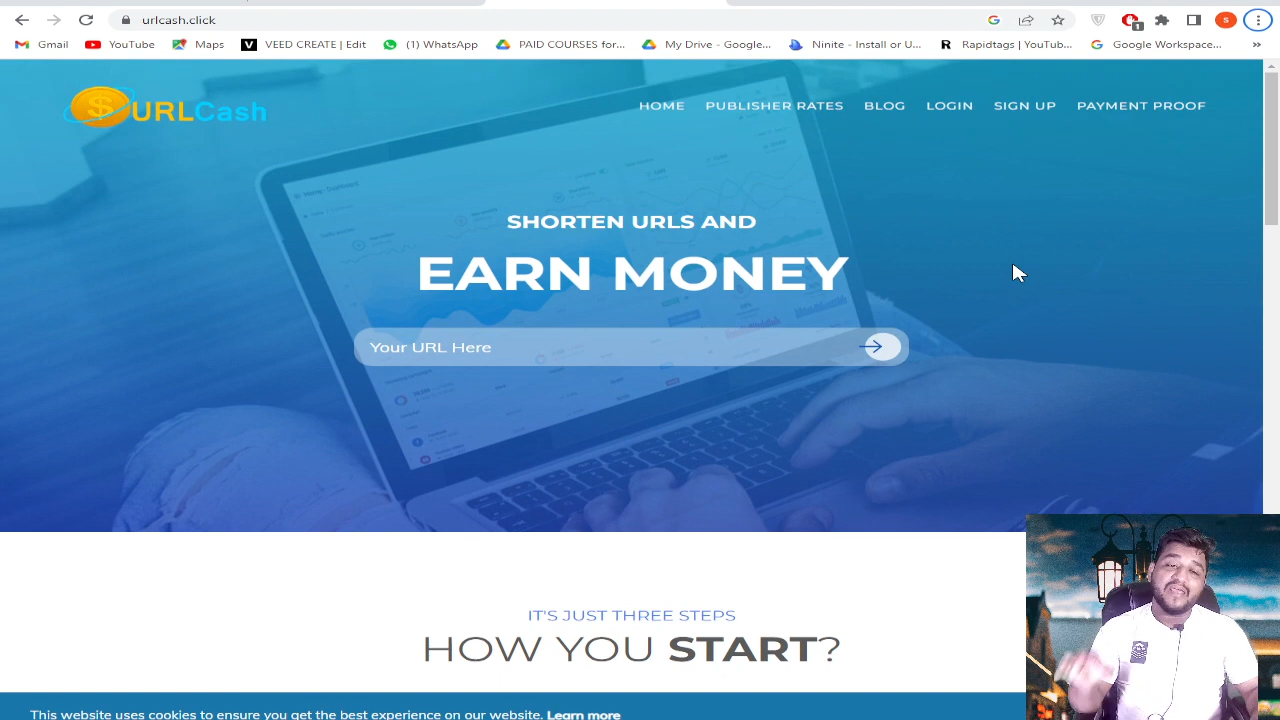 urlcash.click
S
1
Gmail
YouTube
Maps
VEED CREATE | Edit
(1) WhatsApp
PAID COURSES for...
My Drive - Google...
Ninite - Install or U...
Rapidtags | YouTub...
Google Workspace...
»
$ URLCash
HOME
PUBLISHER RATES
BLOG
LOGIN
SIGN UP
PAYMENT PROOF
SHORTEN URLS AND
EARN MONEY
Your URL Here
IT'S JUST THREE STEPS
HOW YOU START?
This website uses cookies to ensure you get the best experience on our website. Learn more